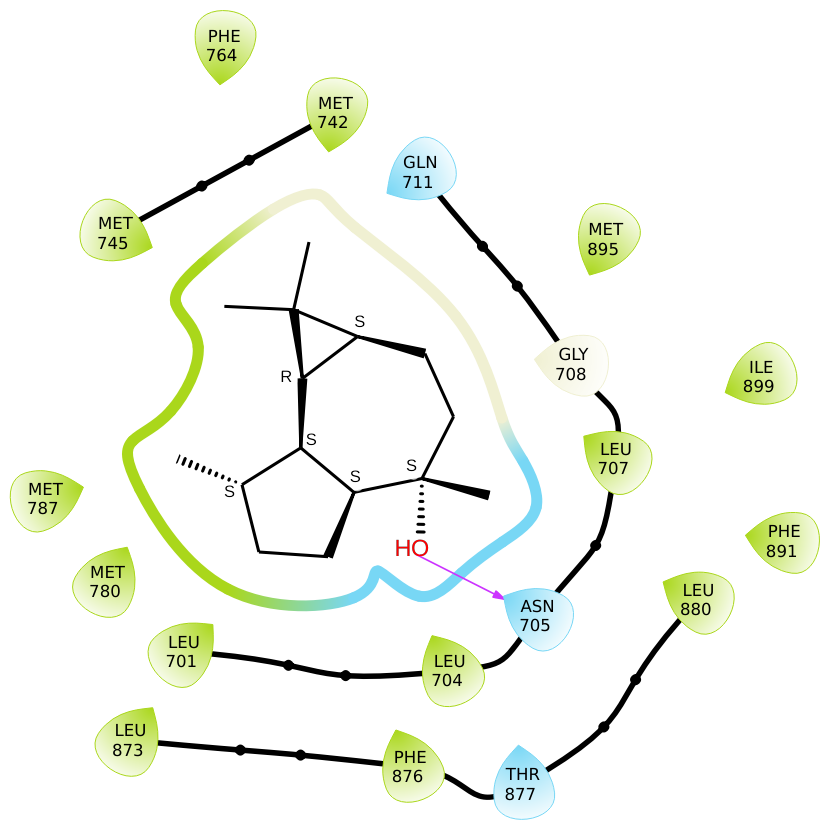 PHE
764
MET
742
GLN
711
MET
745
MET
895
S
GLY
708
R
ILE
899
S
S
S
S
LEU
707
MET
787
PHE
891
HO
MET
780
LEU
880
ASN
705
LEU
701
LEU
704
LEU
873
PHE
876
THR
877